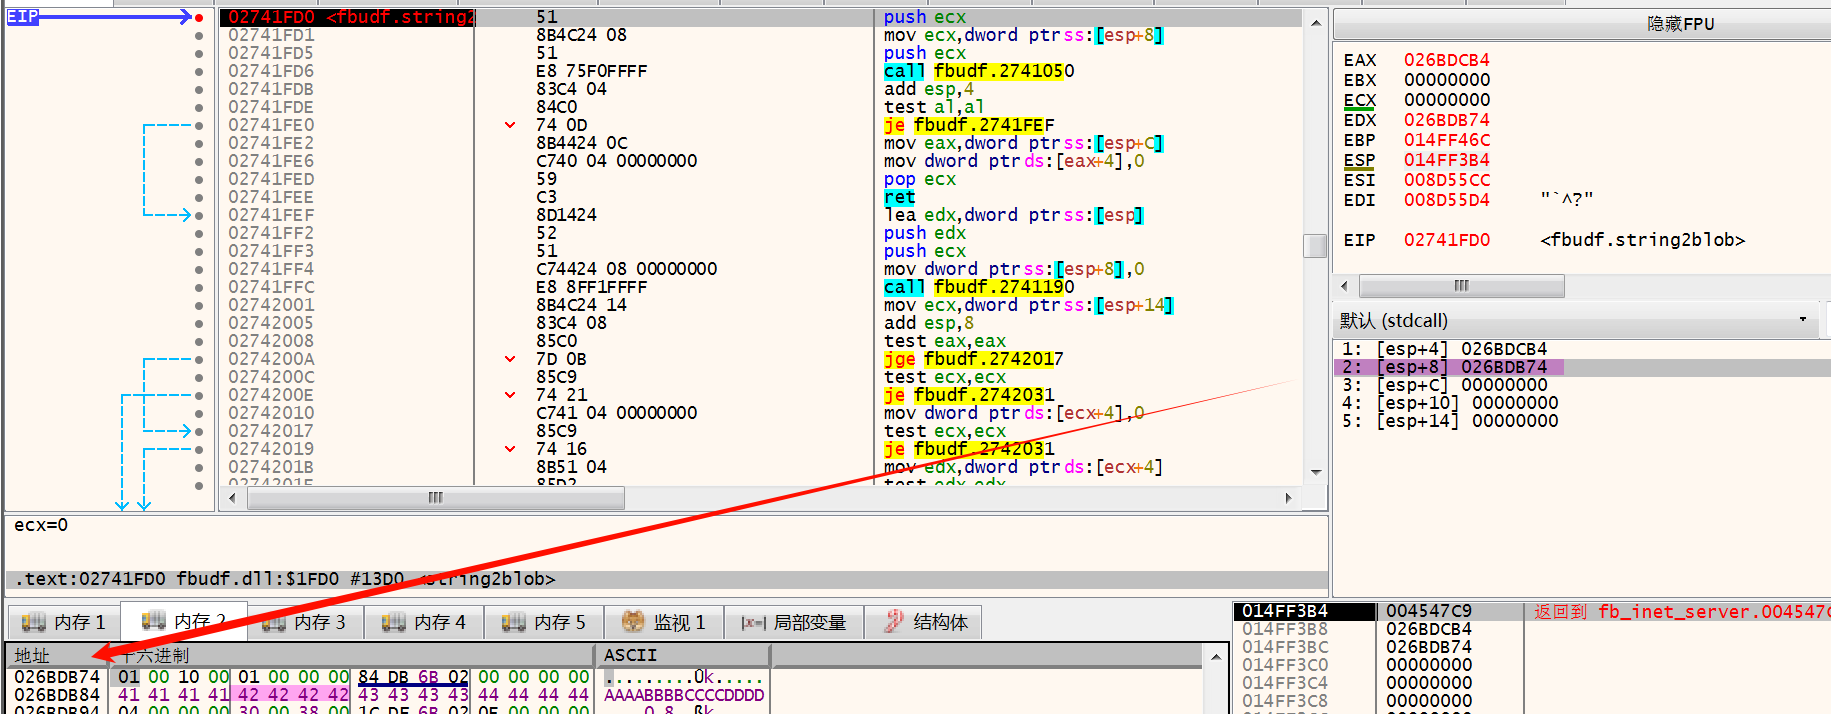 EIP
02741FD0 <fbudf.string2 51 push ecx
02741FD1 8B4C24 08 mov ecx,dword ptr ss:[esp+8]
02741FD5 51 push ecx
02741FD6 E8 75F0FFFF call fbudf.2741050
02741FDB 83C4 04 add esp,4
02741FDE 84C0 test al,al
02741FE0 74 0D je fbudf.2741FEF
02741FE2 8B4424 0C mov eax,dword ptr ss:[esp+C]
02741FE6 C740 04 00000000 mov dword ptr ds:[eax+4],0
02741FED 59 pop ecx
02741FEE C3 ret
02741FEF 8D1424 lea edx,dword ptr ss:[esp]
02741FF2 52 push edx
02741FF3 51 push ecx
02741FF4 C74424 08 00000000 mov dword ptr ss:[esp+8],0
02741FFC E8 8FF1FFFF call fbudf.2741190
02742001 8B4C24 14 mov ecx,dword ptr ss:[esp+14]
02742005 83C4 08 add esp,8
02742008 85C0 test eax,eax
0274200A 7D 0B jge fbudf.2742017
0274200C 85C9 test ecx,ecx
0274200E 74 21 je fbudf.2742031
02742010 C741 04 00000000 mov dword ptr ds:[ecx+4],0
02742017 85C9 test ecx,ecx
02742019 74 16 je fbudf.2742031
0274201B 8B51 04 mov edx,dword ptr ds:[ecx+4]
0274201E 85D2 test edx,edx
隐藏FPU
EAX 026BDCB4
EBX 00000000
ECX 00000000
EDX 026BDB74
EBP 014FF46C
ESP 014FF3B4
ESI 008D55CC
EDI 008D55D4 "`^?"
EIP 02741FD0 <fbudf.string2blob>
默认 (stdcall)
1: [esp+4] 026BDCB4
2: [esp+8] 026BDB74
3: [esp+C] 00000000
4: [esp+10] 00000000
5: [esp+14] 00000000
ecx=0
.text:02741FD0 fbudf.dll:$1FD0 #13D0 <string2blob>
内存 1 内存 2 内存 3 内存 4 内存 5 监视 1 [x=] 局部变量 结构体
地址 十六进制 ASCII
026BDB74 01 00 10 00 01 00 00 00 84 DB 6B 02 00 00 00 00 .........Ûk.....
026BDB84 41 41 41 41 42 42 42 42 43 43 43 43 44 44 44 44 AAAABBBBCCCCDDDD
026BDB94 04 00 00 00 30 00 38 00 1C DF 6B 02 0F 00 00 00 ....0.8..ßk.....
014FF3B4 004547C9 返回到 fb_inet_server.004547C
014FF3B8 026BDCB4
014FF3BC 026BDB74
014FF3C0 00000000
014FF3C4 00000000
014FF3C8 00000000